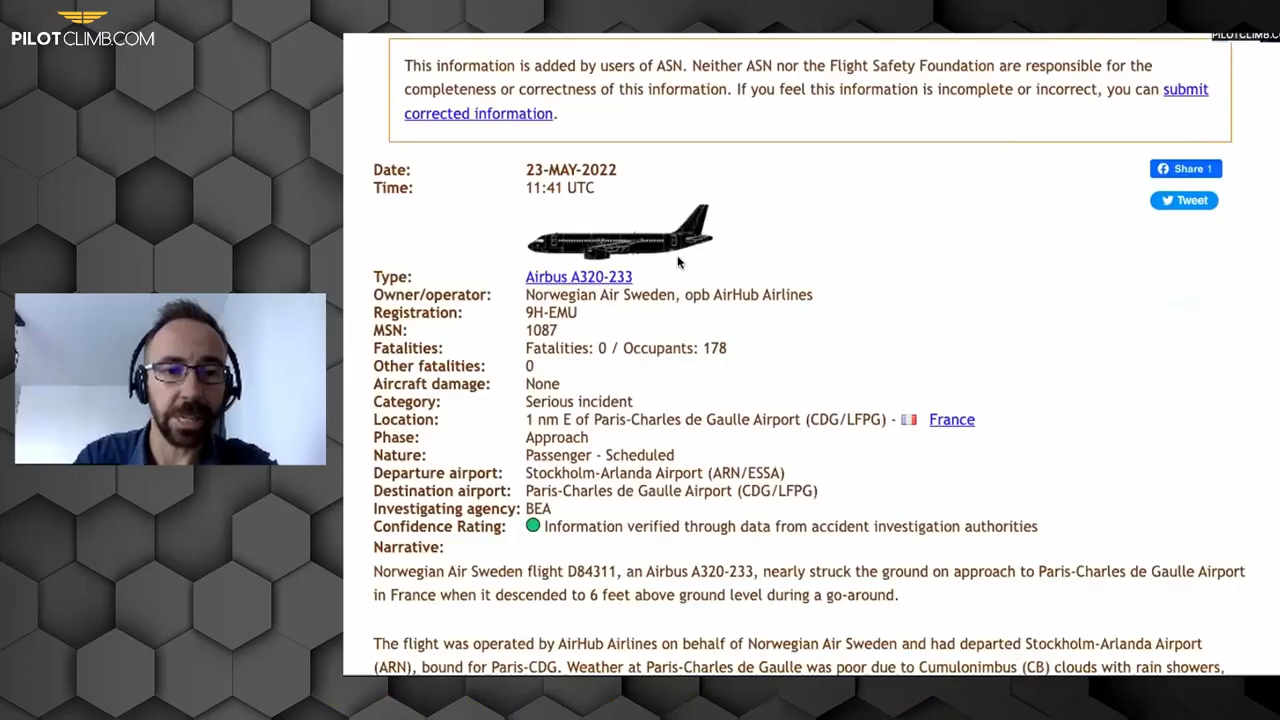 PILOTCLIMB.COM
This information is added by users of ASN. Neither ASN nor the Flight Safety Foundation are responsible for the
completeness or correctness of this information. If you feel this information is incomplete or incorrect, you can submit
corrected information.
Date: 23-MAY-2022
Share 1
Time: 11:41 UTC
Tweet
Type: Airbus A320-233
Owner/operator: Norwegian Air Sweden, opb AirHub Airlines
Registration: 9H-EMU
MSN: 1087
Fatalities: Fatalities: 0 / Occupants: 178
Other fatalities: 0
Aircraft damage: None
Category: Serious incident
Location: 1 nm E of Paris-Charles de Gaulle Airport (CDG/LFPG) - France
Phase: Approach
Nature: Passenger - Scheduled
Departure airport: Stockholm-Arlanda Airport (ARN/ESSA)
Destination airport: Paris-Charles de Gaulle Airport (CDG/LFPG)
Investigating agency: BEA
Confidence Rating: Information verified through data from accident investigation authorities
Narrative:
Norwegian Air Sweden flight D84311, an Airbus A320-233, nearly struck the ground on approach to Paris-Charles de Gaulle Airport
in France when it descended to 6 feet above ground level during a go-around.
The flight was operated by AirHub Airlines on behalf of Norwegian Air Sweden and had departed Stockholm-Arlanda Airport
(ARN), bound for Paris-CDG. Weather at Paris-Charles de Gaulle was poor due to Cumulonimbus (CB) clouds with rain showers,